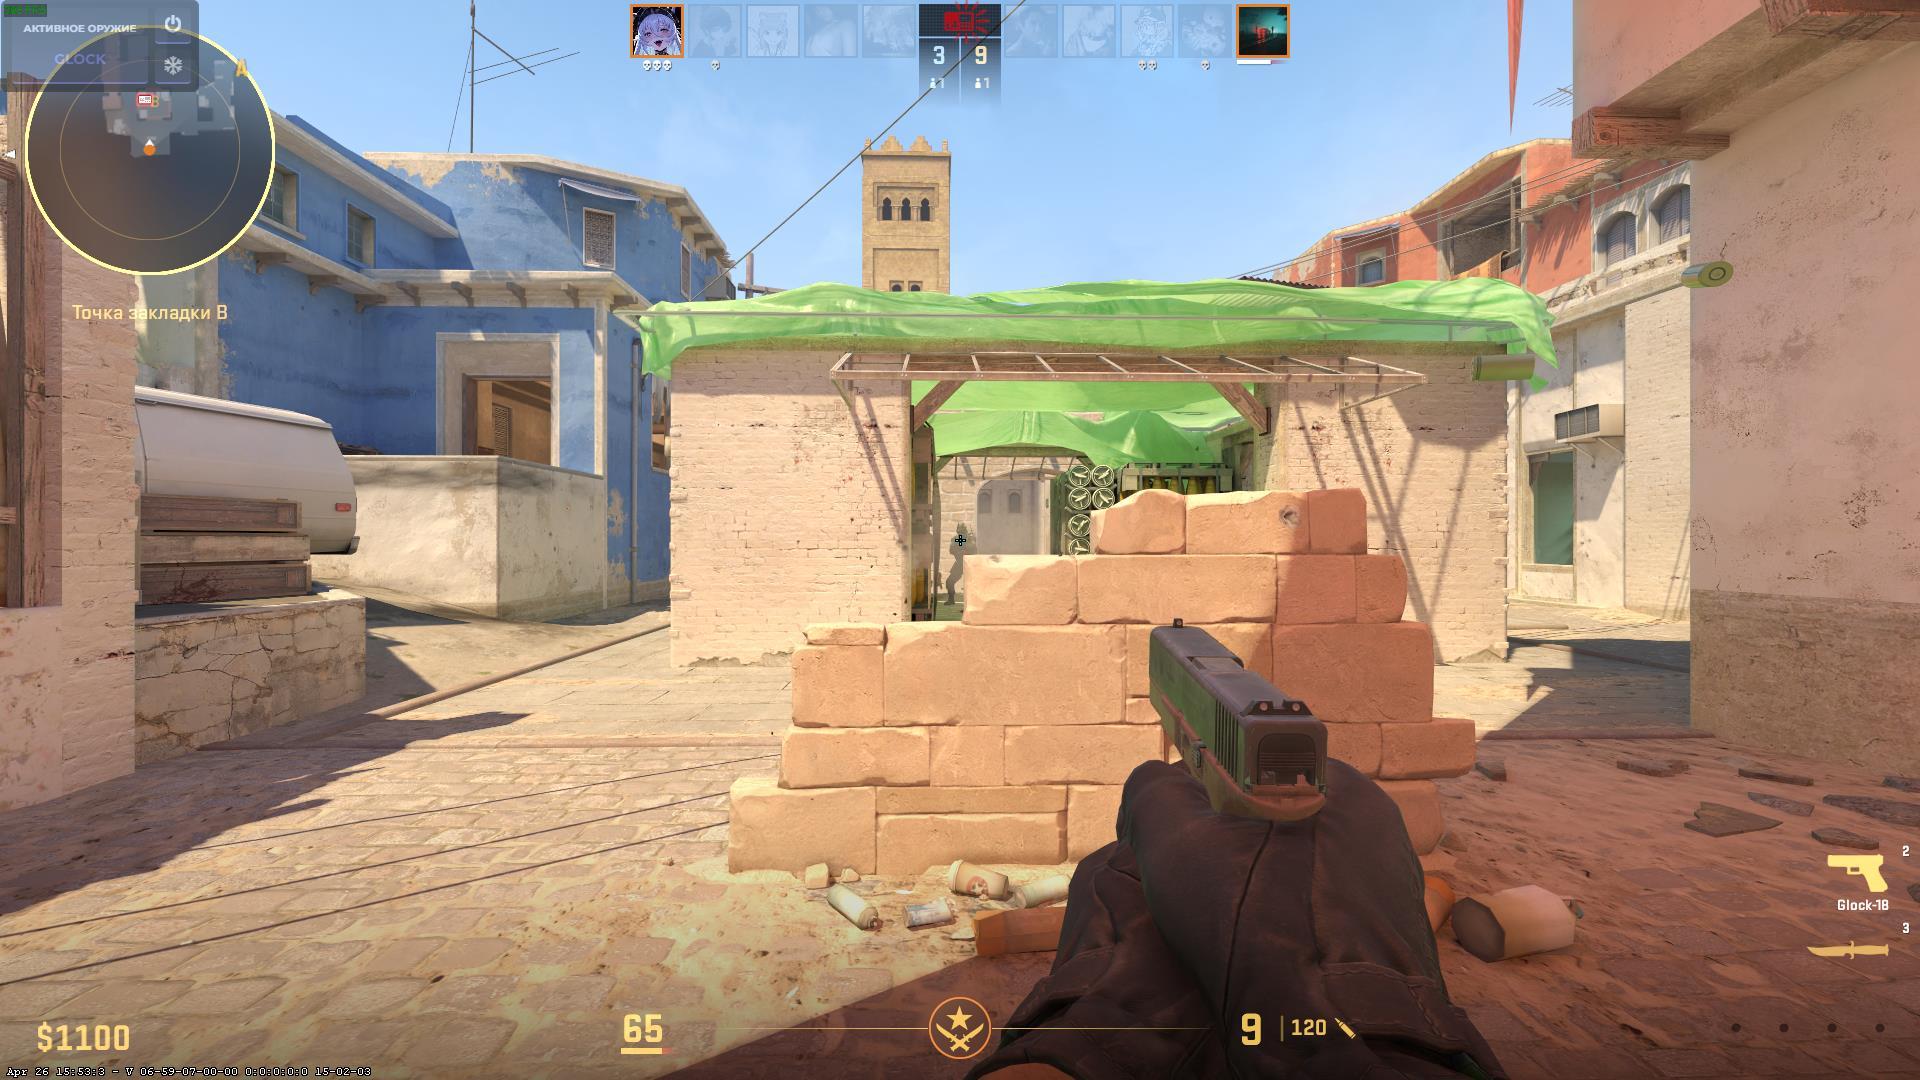 АКТИВНОЕ ОРУЖИЕ
GLOCK
A
B
Точка закладки B
3 9
1 1
2
Glock-18
3
$1100
65
9 | 120
Apr 26 15:53:3 - V 06-59-07-00-00 0:0:0:0:0 15-02-03